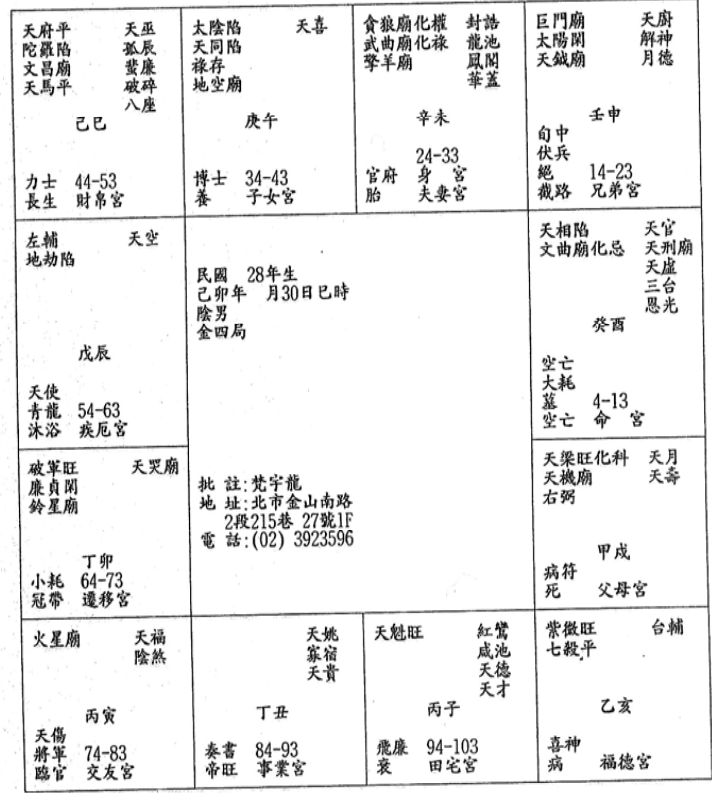 天府平 天巫
陀羅陷 孤辰
文昌廟 蜚廉
天馬平 破碎
八座
己巳
力士 44-53
長生 財帛宮
太陰陷 天喜
天同陷
祿存
地空廟
庚午
博士 34-43
養 子女宮
貪狼廟化權 封誥
武曲廟化祿 龍池
擎羊廟 鳳閣
華蓋
辛未
24-33
官府 身 宮
胎 夫妻宮
巨門廟 天廚
太陽閑 解神
天鉞廟 月德
壬申
旬中
伏兵
絕 14-23
截路 兄弟宮
左輔 天空
地劫陷
戊辰
天使
青龍 54-63
沐浴 疾厄宮
民國 28年生
己卯年 月30日巳時
陰男
金四局
批 註:梵宇龍
地 址:北市金山南路
2段215巷 27號1F
電 話:(02) 3923596
天相陷 天官
文曲廟化忌 天刑廟
天虛
三台
恩光
癸酉
空亡
大耗
墓 4-13
空亡 命 宮
破軍旺 天哭廟
廉貞閑
鈴星廟
丁卯
小耗 64-73
冠帶 遷移宮
天梁旺化科 天月
天機廟 天壽
右弼
甲戌
病符
死 父母宮
火星廟 天福
陰煞
丙寅
天傷
將軍 74-83
臨官 交友宮
天姚
寡宿
天貴
丁丑
奏書 84-93
帝旺 事業宮
天魁旺 紅鸞
咸池
天德
天才
丙子
飛廉 94-103
衰 田宅宮
紫微旺 台輔
七殺平
乙亥
喜神
病 福德宮